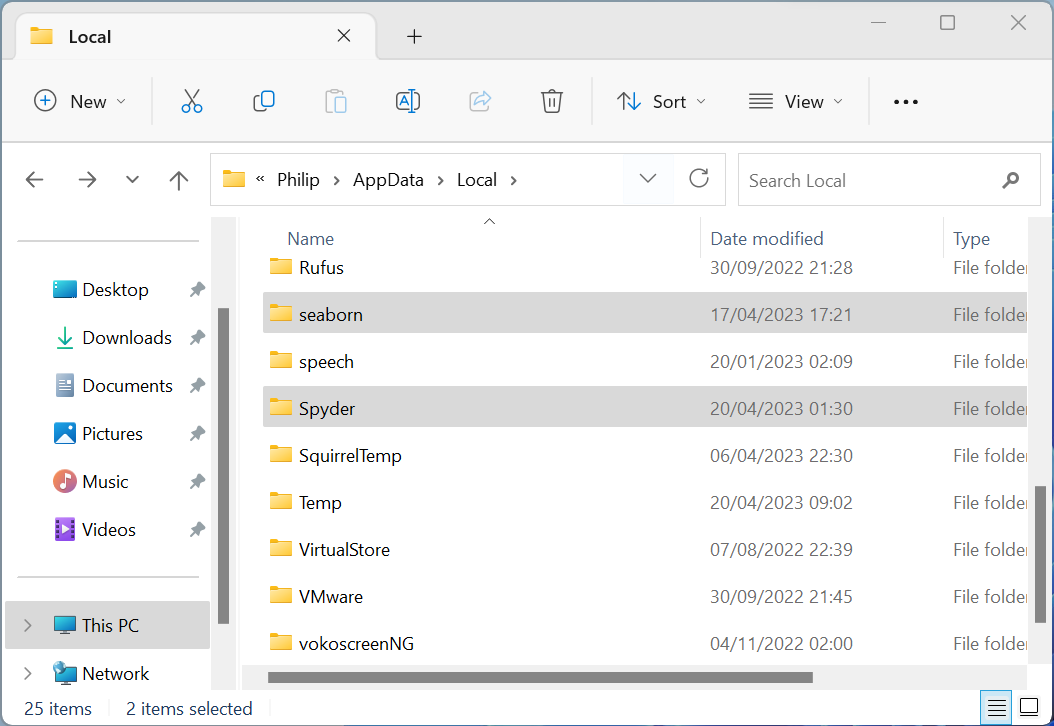 Local
New
Sort
View
« Philip > AppData > Local >
Search Local
Name Date modified Type
Rufus 30/09/2022 21:28 File folder
seaborn 17/04/2023 17:21 File folder
speech 20/01/2023 02:09 File folder
Spyder 20/04/2023 01:30 File folder
SquirrelTemp 06/04/2023 22:30 File folder
Temp 20/04/2023 09:02 File folder
VirtualStore 07/08/2022 22:39 File folder
VMware 30/09/2022 21:45 File folder
vokoscreenNG 04/11/2022 02:00 File folder
Desktop
Downloads
Documents
Pictures
Music
Videos
This PC
Network
25 items 2 items selected